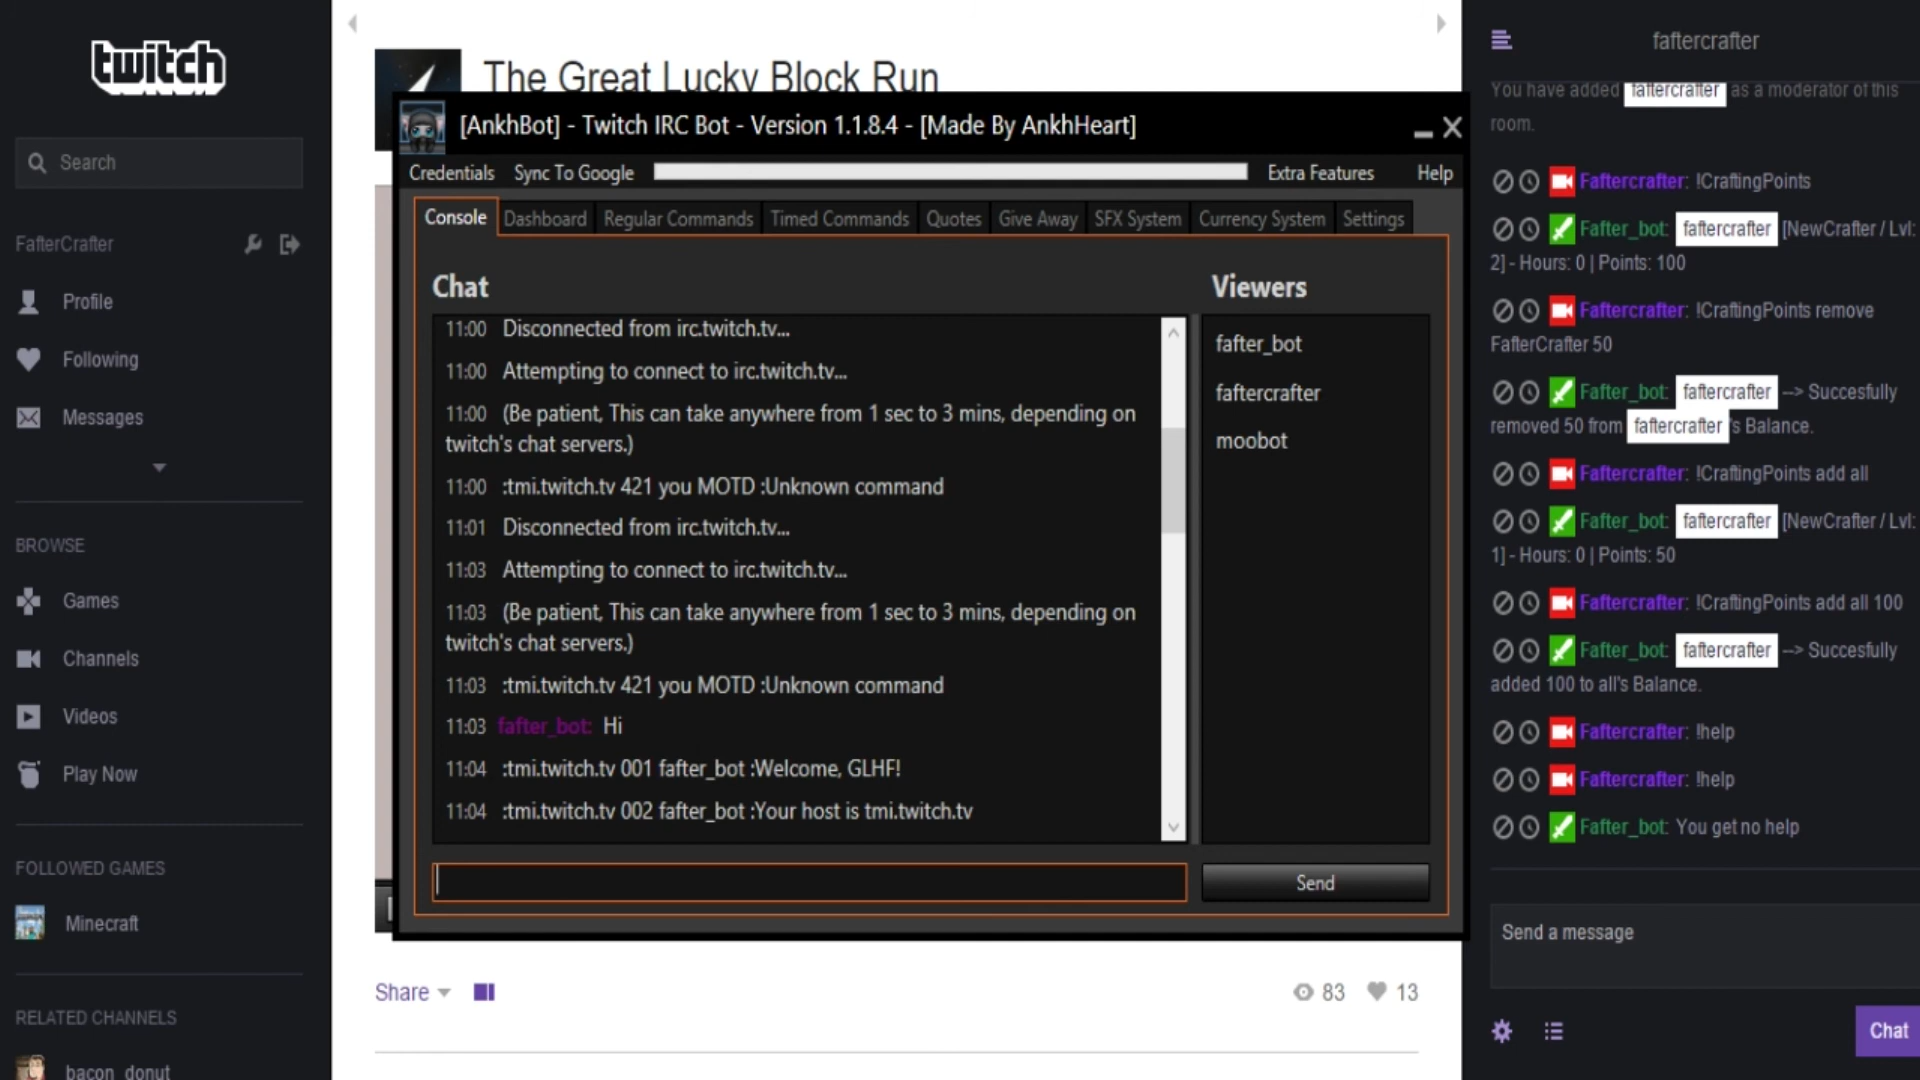 twitch
Search
FafterCrafter
Profile
Following
Messages
BROWSE
Games
Channels
Videos
Play Now
FOLLOWED GAMES
Minecraft
RELATED CHANNELS
bacon_donut
The Great Lucky Block Run
[AnkhBot] - Twitch IRC Bot - Version 1.1.8.4 - [Made By AnkhHeart]
Credentials Sync To Google Extra Features Help
Console Dashboard Regular Commands Timed Commands Quotes Give Away SFX System Currency System Settings
Chat
11:00 Disconnected from irc.twitch.tv...
11:00 Attempting to connect to irc.twitch.tv...
11:00 (Be patient, This can take anywhere from 1 sec to 3 mins, depending on
twitch's chat servers.)
11:00 :tmi.twitch.tv 421 you MOTD :Unknown command
11:01 Disconnected from irc.twitch.tv...
11:03 Attempting to connect to irc.twitch.tv...
11:03 (Be patient, This can take anywhere from 1 sec to 3 mins, depending on
twitch's chat servers.)
11:03 :tmi.twitch.tv 421 you MOTD :Unknown command
11:03 fafter_bot: Hi
11:04 :tmi.twitch.tv 001 fafter_bot :Welcome, GLHF!
11:04 :tmi.twitch.tv 002 fafter_bot :Your host is tmi.twitch.tv
Viewers
fafter_bot
faftercrafter
moobot
Send
Share
83
13
faftercrafter
You have added faftercrafter as a moderator of this
room.
Faftercrafter: !CraftingPoints
Fafter_bot: faftercrafter [NewCrafter / Lvl:
2] - Hours: 0 | Points: 100
Faftercrafter: !CraftingPoints remove
FafterCrafter 50
Fafter_bot: faftercrafter --> Succesfully
removed 50 from faftercrafter 's Balance.
Faftercrafter: !CraftingPoints add all
Fafter_bot: faftercrafter [NewCrafter / Lvl:
1] - Hours: 0 | Points: 50
Faftercrafter: !CraftingPoints add all 100
Fafter_bot: faftercrafter --> Succesfully
added 100 to all's Balance.
Faftercrafter: !help
Faftercrafter: !help
Fafter_bot: You get no help
Send a message
Chat